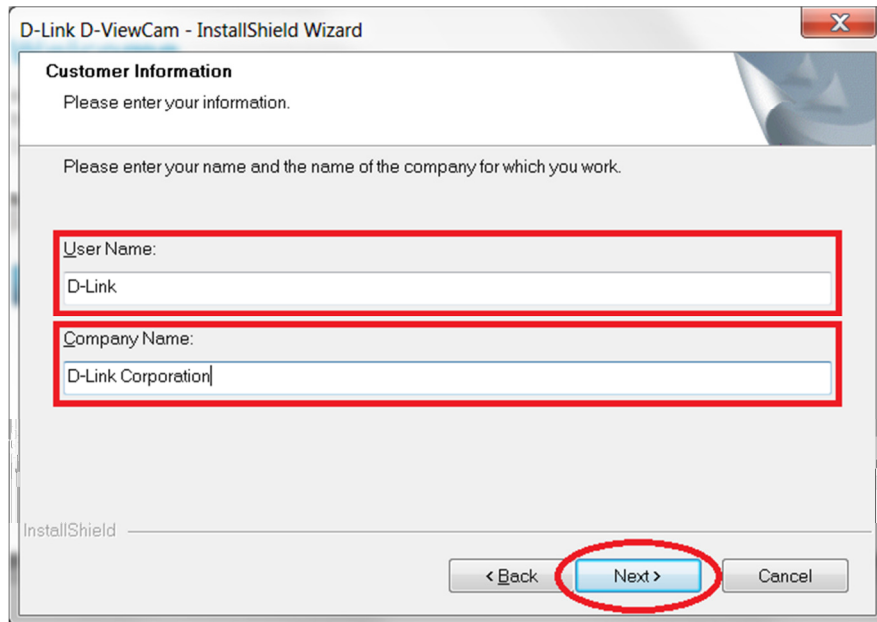 D-Link D-ViewCam - InstallShield Wizard
Customer Information
Please enter your information.
Please enter your name and the name of the company for which you work.
User Name:
D-Link
Company Name:
D-Link Corporation
InstallShield
< Back Next > Cancel